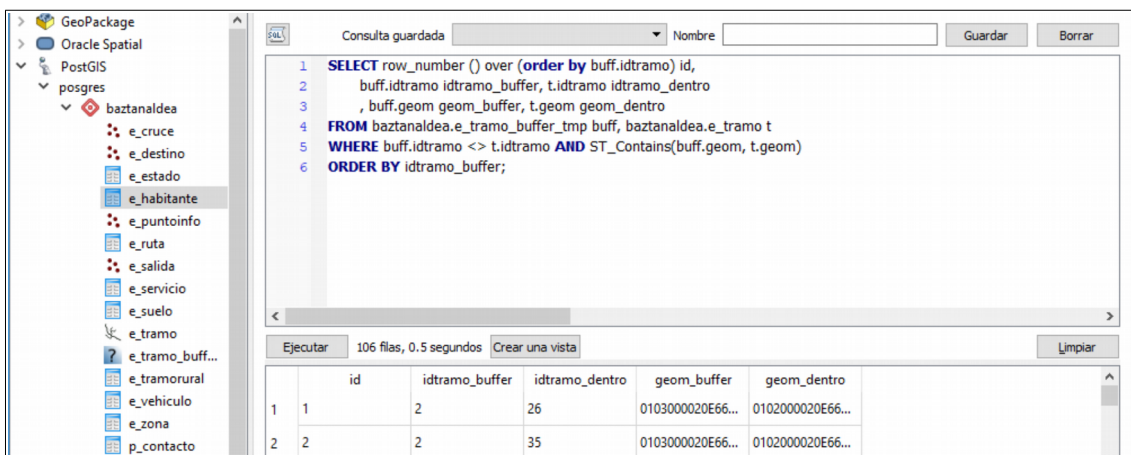 GeoPackage
Oracle Spatial
PostGIS
posgres
baztanaldea
e_cruce
e_destino
e_estado
e_habitante
e_puntoinfo
e_ruta
e_salida
e_servicio
e_suelo
e_tramo
e_tramo_buff...
e_tramorural
e_vehiculo
e_zona
p_contacto
SQL Consulta guardada Nombre Guardar Borrar
1 SELECT row_number () over (order by buff.idtramo) id,
2 buff.idtramo idtramo_buffer, t.idtramo idtramo_dentro
3 , buff.geom geom_buffer, t.geom geom_dentro
4 FROM baztanaldea.e_tramo_buffer_tmp buff, baztanaldea.e_tramo t
5 WHERE buff.idtramo <> t.idtramo AND ST_Contains(buff.geom, t.geom)
6 ORDER BY idtramo_buffer;
Ejecutar 106 filas, 0.5 segundos Crear una vista Limpiar
id idtramo_buffer idtramo_dentro geom_buffer geom_dentro
1 1 2 26 0103000020E66... 0102000020E66...
2 2 2 35 0103000020E66... 0102000020E66...